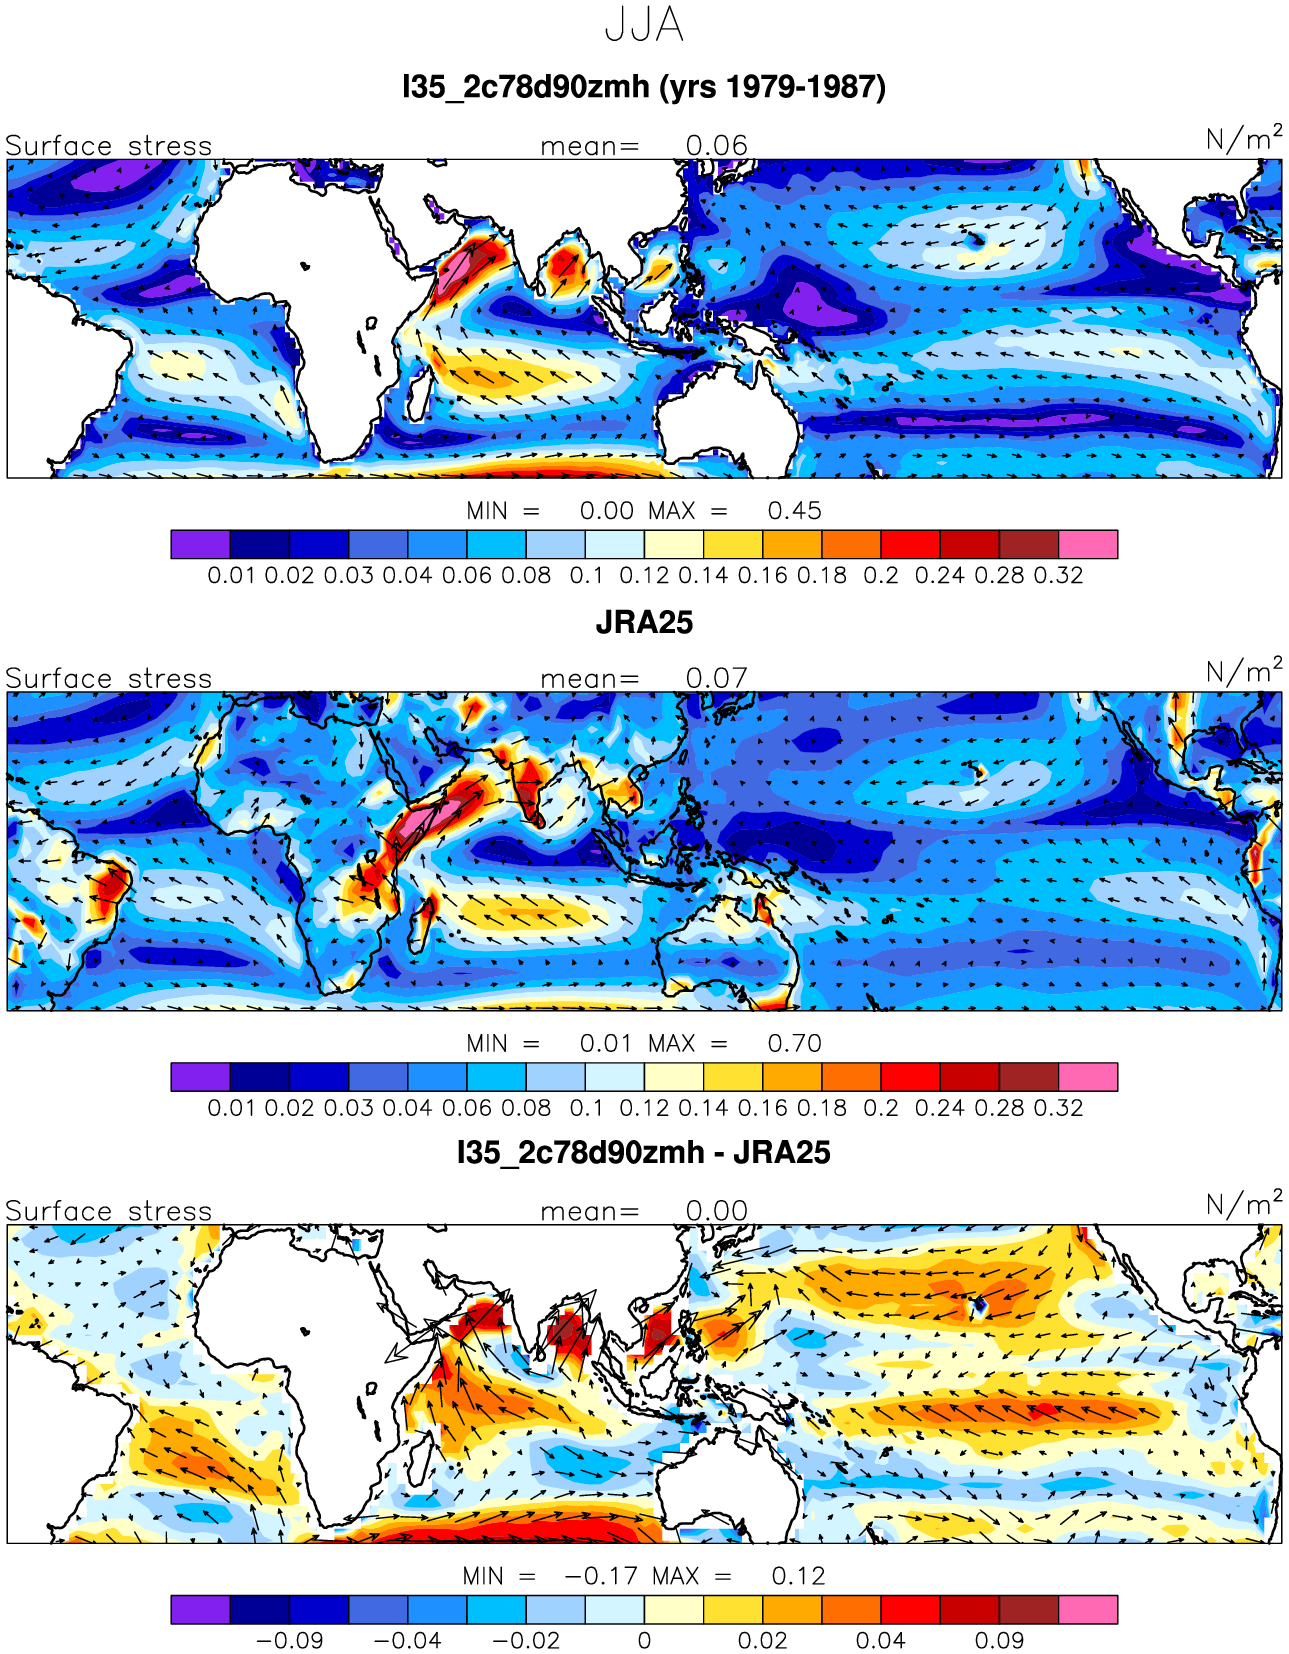 JJA
I35_2c78d90zmh (yrs 1979-1987)
Surface stress mean= 0.06 N/m²
MIN = 0.00 MAX = 0.45
0.01 0.02 0.03 0.04 0.06 0.08 0.1 0.12 0.14 0.16 0.18 0.2 0.24 0.28 0.32
JRA25
Surface stress mean= 0.07 N/m²
MIN = 0.01 MAX = 0.70
0.01 0.02 0.03 0.04 0.06 0.08 0.1 0.12 0.14 0.16 0.18 0.2 0.24 0.28 0.32
I35_2c78d90zmh - JRA25
Surface stress mean= 0.00 N/m²
MIN = −0.17 MAX = 0.12
−0.09 −0.04 −0.02 0 0.02 0.04 0.09